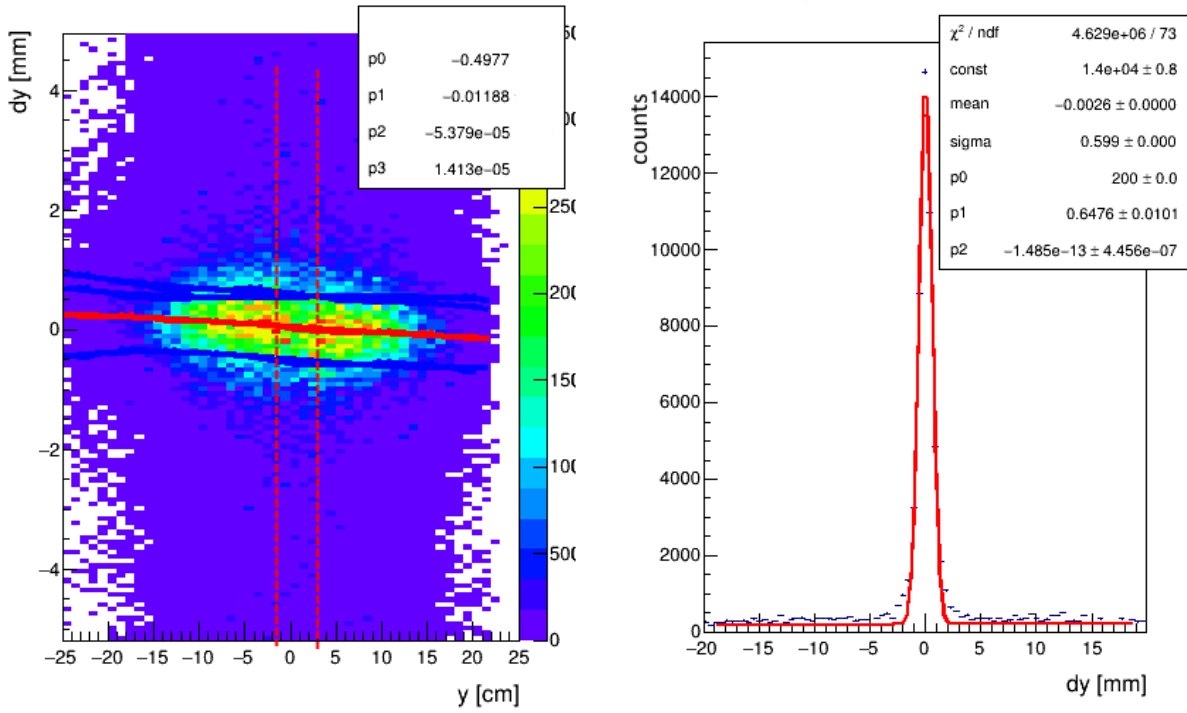 p0 −0.4977
p1 −0.01188
p2 −5.379e−05
p3 1.413e−05
dy [mm]
4
2
0
−2
−4
−25 −20 −15 −10 −5 0 5 10 15 20 25
y [cm]
250
200
150
100
500
0
χ² / ndf 4.629e+06 / 73
const 1.4e+04 ± 0.8
mean −0.0026 ± 0.0000
sigma 0.599 ± 0.000
p0 200 ± 0.0
p1 0.6476 ± 0.0101
p2 −1.485e−13 ± 4.456e−07
counts
14000
12000
10000
8000
6000
4000
2000
0
−20 −15 −10 −5 0 5 10 15
dy [mm]